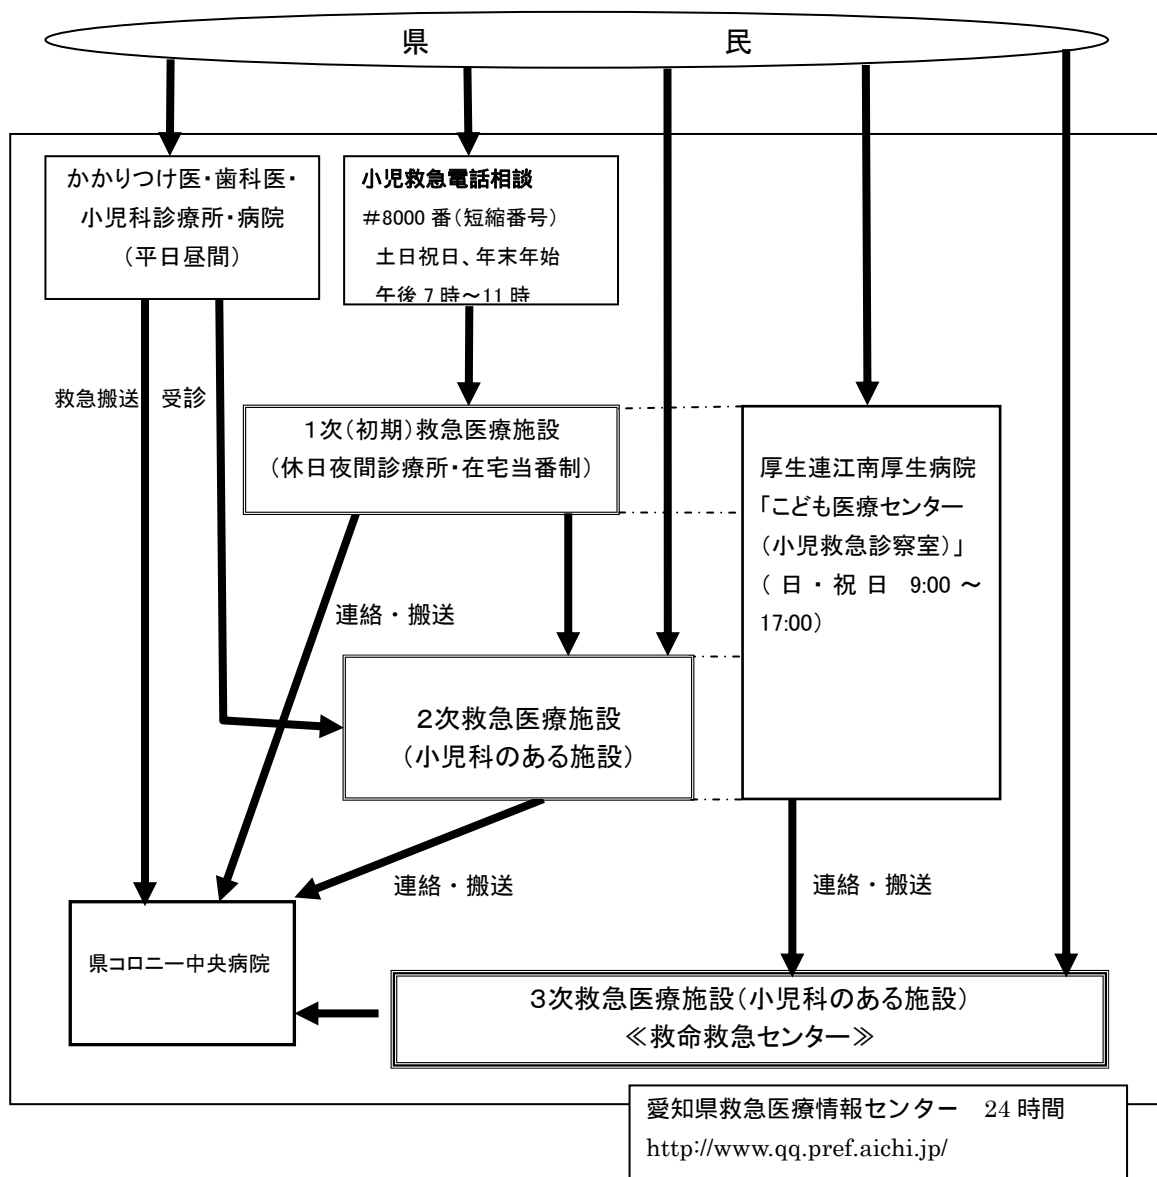 県　民
かかりつけ医・歯科医・
小児科診療所・病院
（平日昼間）
小児救急電話相談
＃8000 番（短縮番号）
土日祝日、年末年始
午後 7 時～11 時
救急搬送
受診
1次（初期）救急医療施設
（休日夜間診療所・在宅当番制）
厚生連江南厚生病院
「こども医療センター
（小児救急診察室）」
（ 日 ・ 祝 日　9:00 ～
17:00）
連絡・搬送
２次救急医療施設
（小児科のある施設）
連絡・搬送
連絡・搬送
県コロニー中央病院
３次救急医療施設（小児科のある施設）
≪救命救急センター≫
愛知県救急医療情報センター　24 時間
http://www.qq.pref.aichi.jp/